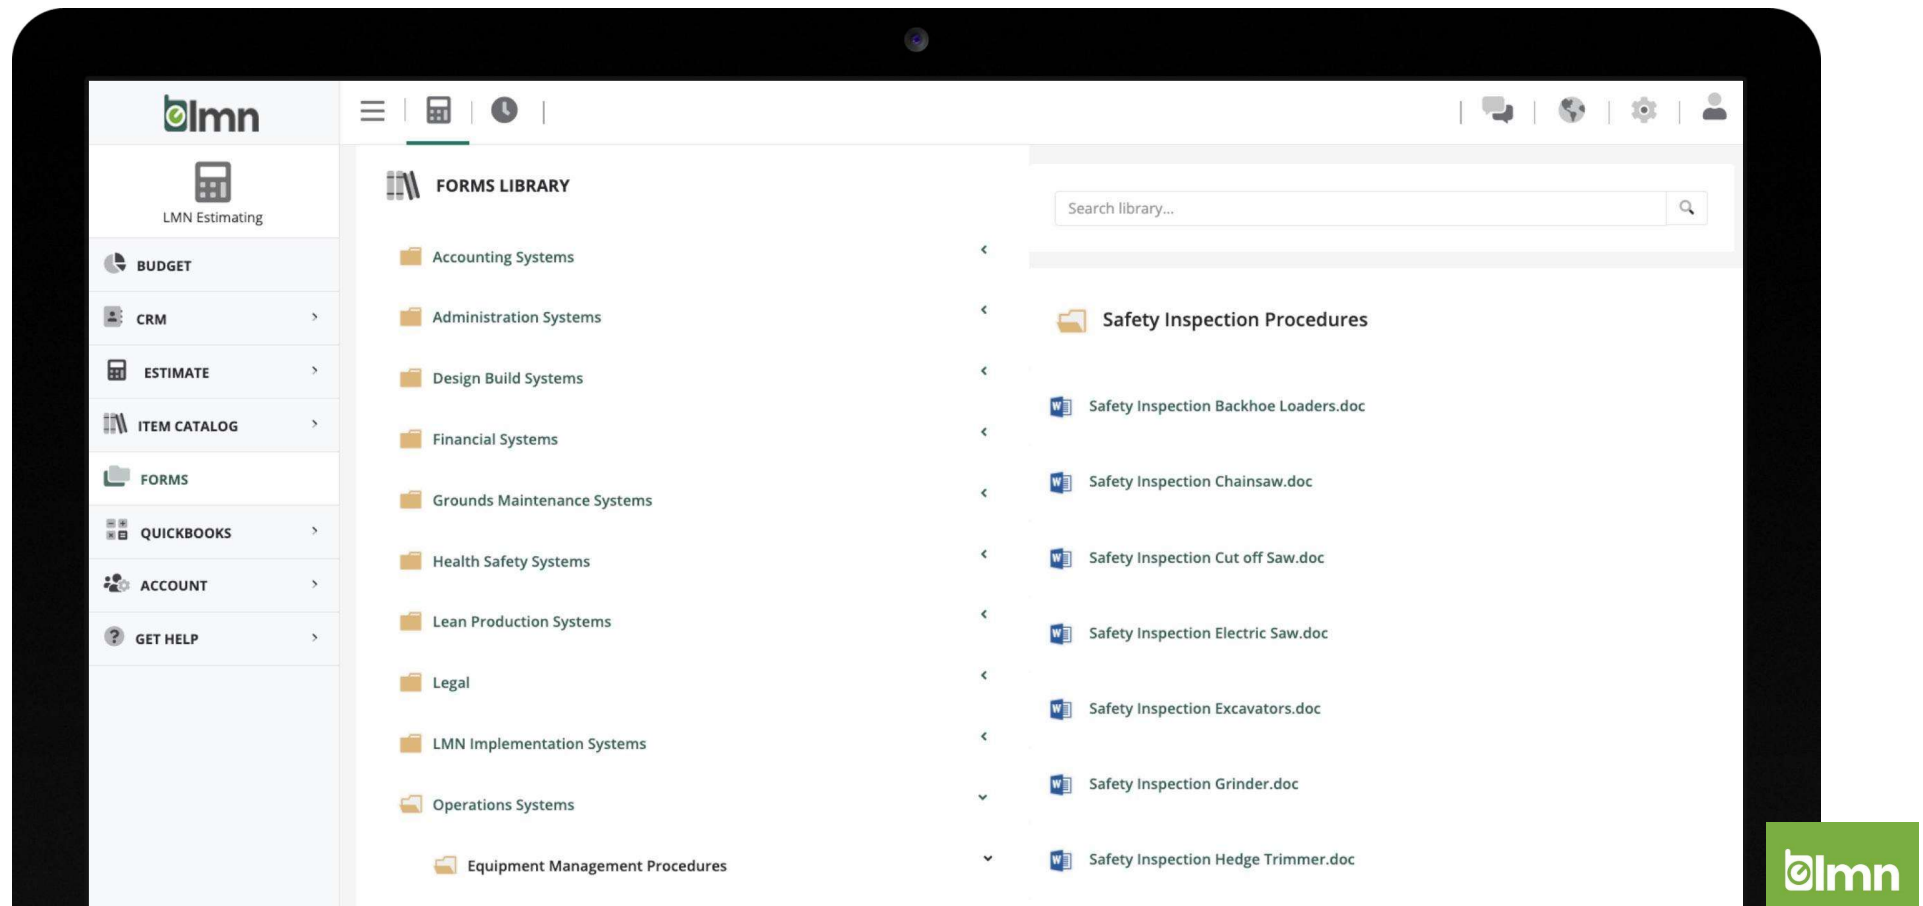 lmn
LMN Estimating
BUDGET
CRM
ESTIMATE
ITEM CATALOG
FORMS
QUICKBOOKS
ACCOUNT
GET HELP
FORMS LIBRARY
Accounting Systems
Administration Systems
Design Build Systems
Financial Systems
Grounds Maintenance Systems
Health Safety Systems
Lean Production Systems
Legal
LMN Implementation Systems
Operations Systems
Equipment Management Procedures
Search library...
Safety Inspection Procedures
Safety Inspection Backhoe Loaders.doc
Safety Inspection Chainsaw.doc
Safety Inspection Cut off Saw.doc
Safety Inspection Electric Saw.doc
Safety Inspection Excavators.doc
Safety Inspection Grinder.doc
Safety Inspection Hedge Trimmer.doc
lmn